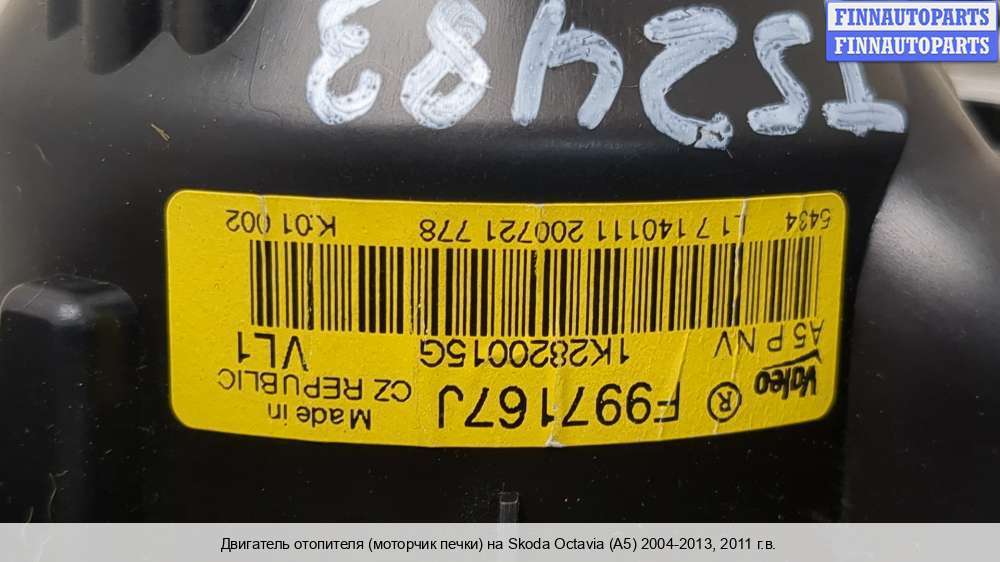 FINNAUTOPARTS
FINNAUTOPARTS
Valeo ® F997167J Made in
CZ REPUBLIC
A5 P NV 1K2820015G VL1
5434 L1 7 140111 200721 778 K.01 002
T52483
Двигатель отопителя (моторчик печки) на Skoda Octavia (A5) 2004-2013, 2011 г.в.